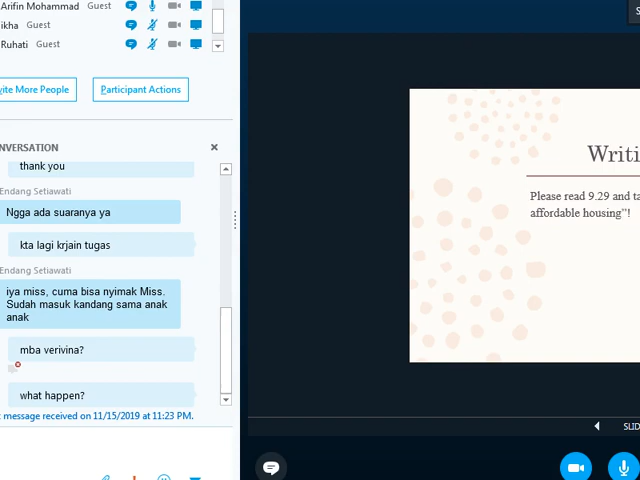 Arifin Mohammad Guest
ikha Guest
Ruhati Guest
vite More People
Participant Actions
NVERSATION
thank you
Endang Setiawati
Ngga ada suaranya ya
kta lagi krjain tugas
Endang Setiawati
iya miss, cuma bisa nyimak Miss.
Sudah masuk kandang sama anak
anak
mba verivina?
what happen?
t message received on 11/15/2019 at 11:23 PM.
Writi
Please read 9.29 and ta
affordable housing"!
SLID